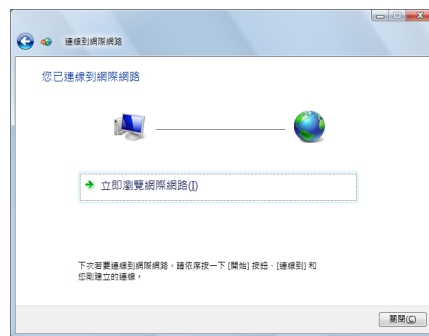 連線到網際網路
您已連線到網際網路
立即瀏覽網際網路(I)
下次若要連線到網際網路，請依序按一下 [開始] 按鈕、[連線到] 和
您剛建立的連線。
關閉(C)